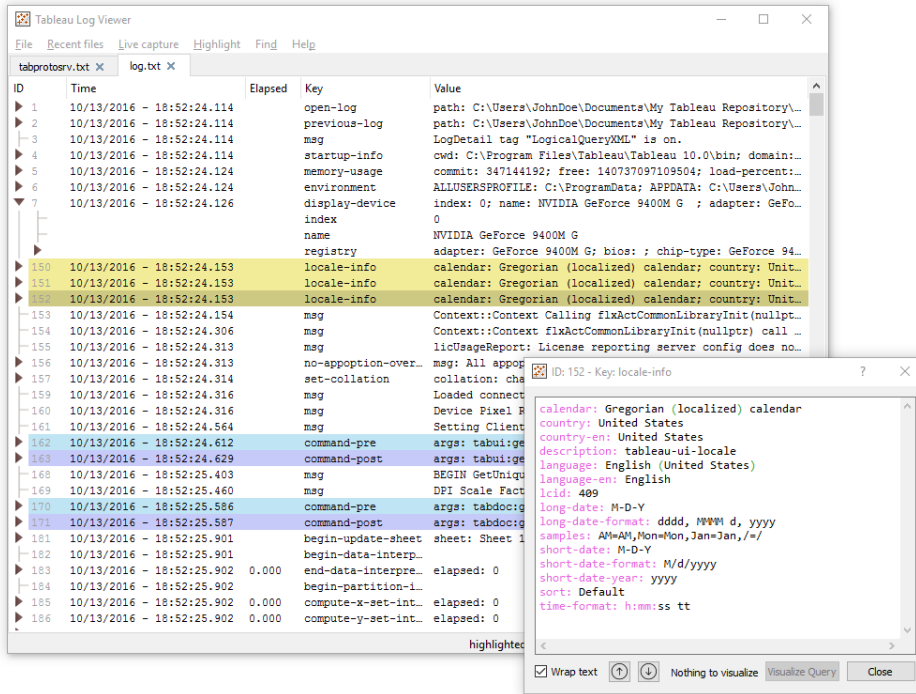 Tableau Log Viewer
File Recent files Live capture Highlight Find Help
tabprotosrv.txt log.txt
ID Time Elapsed Key Value
1 10/13/2016 - 18:52:24.114 open-log path: C:\Users\JohnDoe\Documents\My Tableau Repository\…
2 10/13/2016 - 18:52:24.114 previous-log path: C:\Users\JohnDoe\Documents\My Tableau Repository\…
3 10/13/2016 - 18:52:24.114 msg LogDetail tag "LogicalQueryXML" is on.
4 10/13/2016 - 18:52:24.114 startup-info cwd: C:\Program Files\Tableau\Tableau 10.0\bin; domain:…
5 10/13/2016 - 18:52:24.124 memory-usage commit: 347144192; free: 140737097109504; load-percent:…
6 10/13/2016 - 18:52:24.124 environment ALLUSERSPROFILE: C:\ProgramData; APPDATA: C:\Users\John…
7 10/13/2016 - 18:52:24.126 display-device index: 0; name: NVIDIA GeForce 9400M G ; adapter: GeFo…
index 0
name NVIDIA GeForce 9400M G
registry adapter: GeForce 9400M G; bios: ; chip-type: GeForce 94…
150 10/13/2016 - 18:52:24.153 locale-info calendar: Gregorian (localized) calendar; country: Unit…
151 10/13/2016 - 18:52:24.153 locale-info calendar: Gregorian (localized) calendar; country: Unit…
152 10/13/2016 - 18:52:24.153 locale-info calendar: Gregorian (localized) calendar; country: Unit…
153 10/13/2016 - 18:52:24.154 msg Context::Context Calling flxActCommonLibraryInit(nullpt…
154 10/13/2016 - 18:52:24.306 msg Context::Context flxActCommonLibraryInit(nullptr) call …
155 10/13/2016 - 18:52:24.313 msg licUsageReport: License reporting server config does no…
156 10/13/2016 - 18:52:24.313 no-appoption-over… msg: All appop
157 10/13/2016 - 18:52:24.314 set-collation collation: cha
159 10/13/2016 - 18:52:24.316 msg Loaded connect
160 10/13/2016 - 18:52:24.316 msg Device Pixel R
161 10/13/2016 - 18:52:24.564 msg Setting Client
162 10/13/2016 - 18:52:24.612 command-pre args: tabui:ge
163 10/13/2016 - 18:52:24.629 command-post args: tabui:ge
168 10/13/2016 - 18:52:25.403 msg BEGIN GetUniqu
169 10/13/2016 - 18:52:25.460 msg DPI Scale Fact
170 10/13/2016 - 18:52:25.586 command-pre args: tabdoc:g
171 10/13/2016 - 18:52:25.587 command-post args: tabdoc:g
181 10/13/2016 - 18:52:25.901 begin-update-sheet sheet: Sheet 1
182 10/13/2016 - 18:52:25.901 begin-data-interp…
183 10/13/2016 - 18:52:25.902 0.000 end-data-interpre… elapsed: 0
184 10/13/2016 - 18:52:25.902 begin-partition-i…
185 10/13/2016 - 18:52:25.902 0.000 compute-x-set-int… elapsed: 0
186 10/13/2016 - 18:52:25.902 0.000 compute-y-set-int… elapsed: 0
highlighted
ID: 152 - Key: locale-info ?
calendar: Gregorian (localized) calendar
country: United States
country-en: United States
description: tableau-ui-locale
language: English (United States)
language-en: English
lcid: 409
long-date: M-D-Y
long-date-format: dddd, MMMM d, yyyy
samples: AM=AM,Mon=Mon,Jan=Jan,/=/
short-date: M-D-Y
short-date-format: M/d/yyyy
short-date-year: yyyy
sort: Default
time-format: h:mm:ss tt
Wrap text Nothing to visualize Visualize Query Close